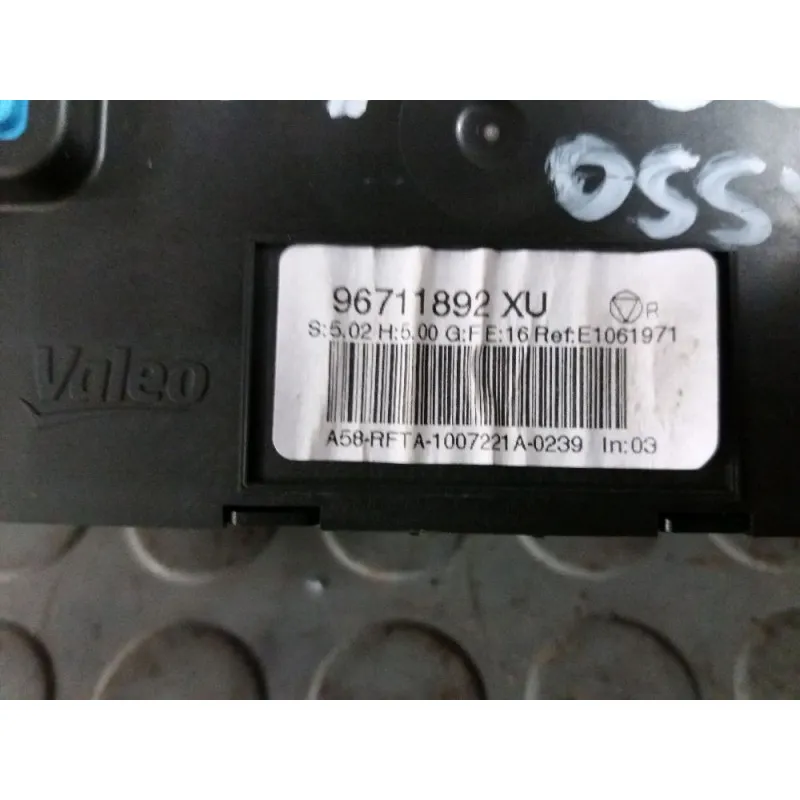 OSS
Valeo
96711892 XU
R
S:5.02 H:5.00 G:F E:16 Ref:E1061971
A58-RFTA-1007221A-0239 In:03